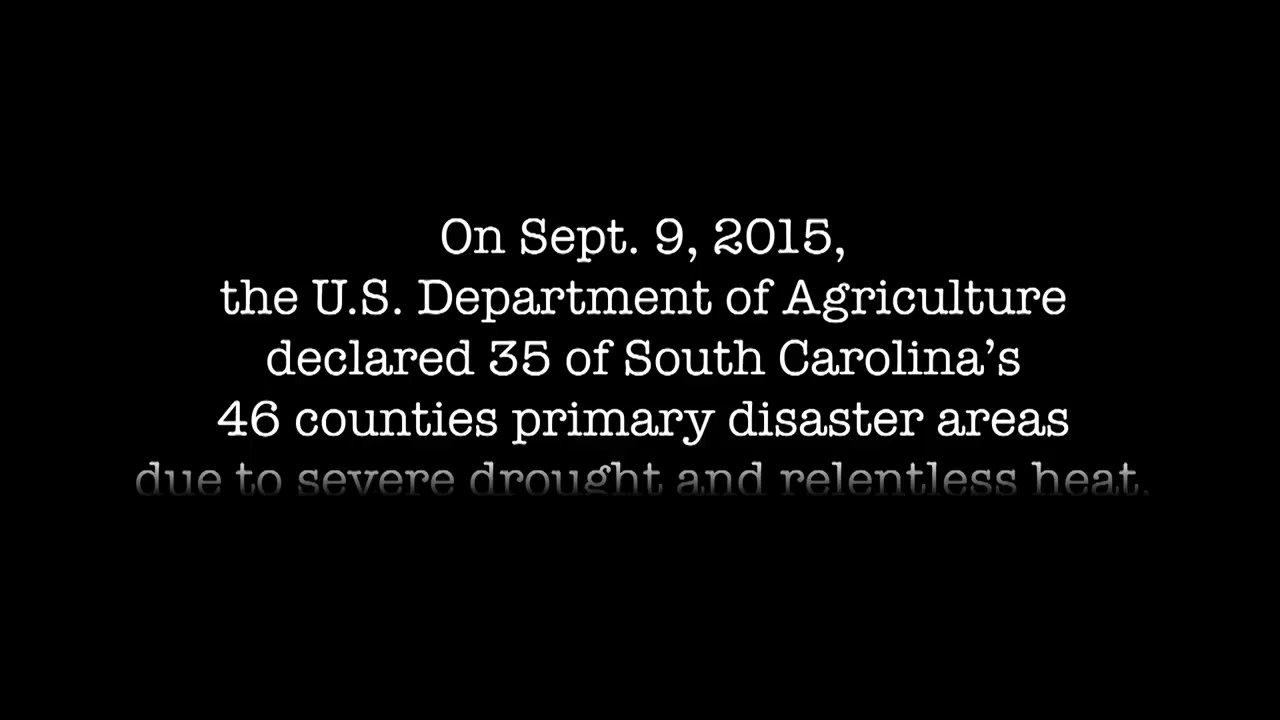 On Sept. 9, 2015,
the U.S. Department of Agriculture
declared 35 of South Carolina’s
46 counties primary disaster areas
due to severe drought and relentless heat.